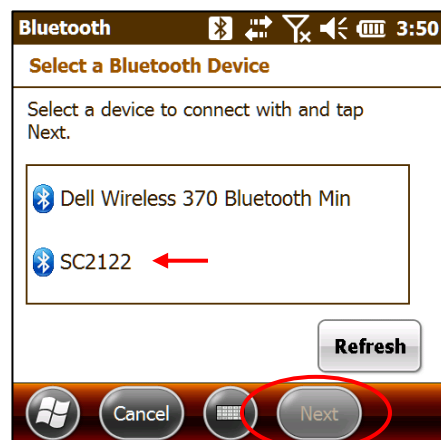 Bluetooth 3:50
Select a Bluetooth Device
Select a device to connect with and tap
Next.
Dell Wireless 370 Bluetooth Min
SC2122
Refresh
Cancel Next